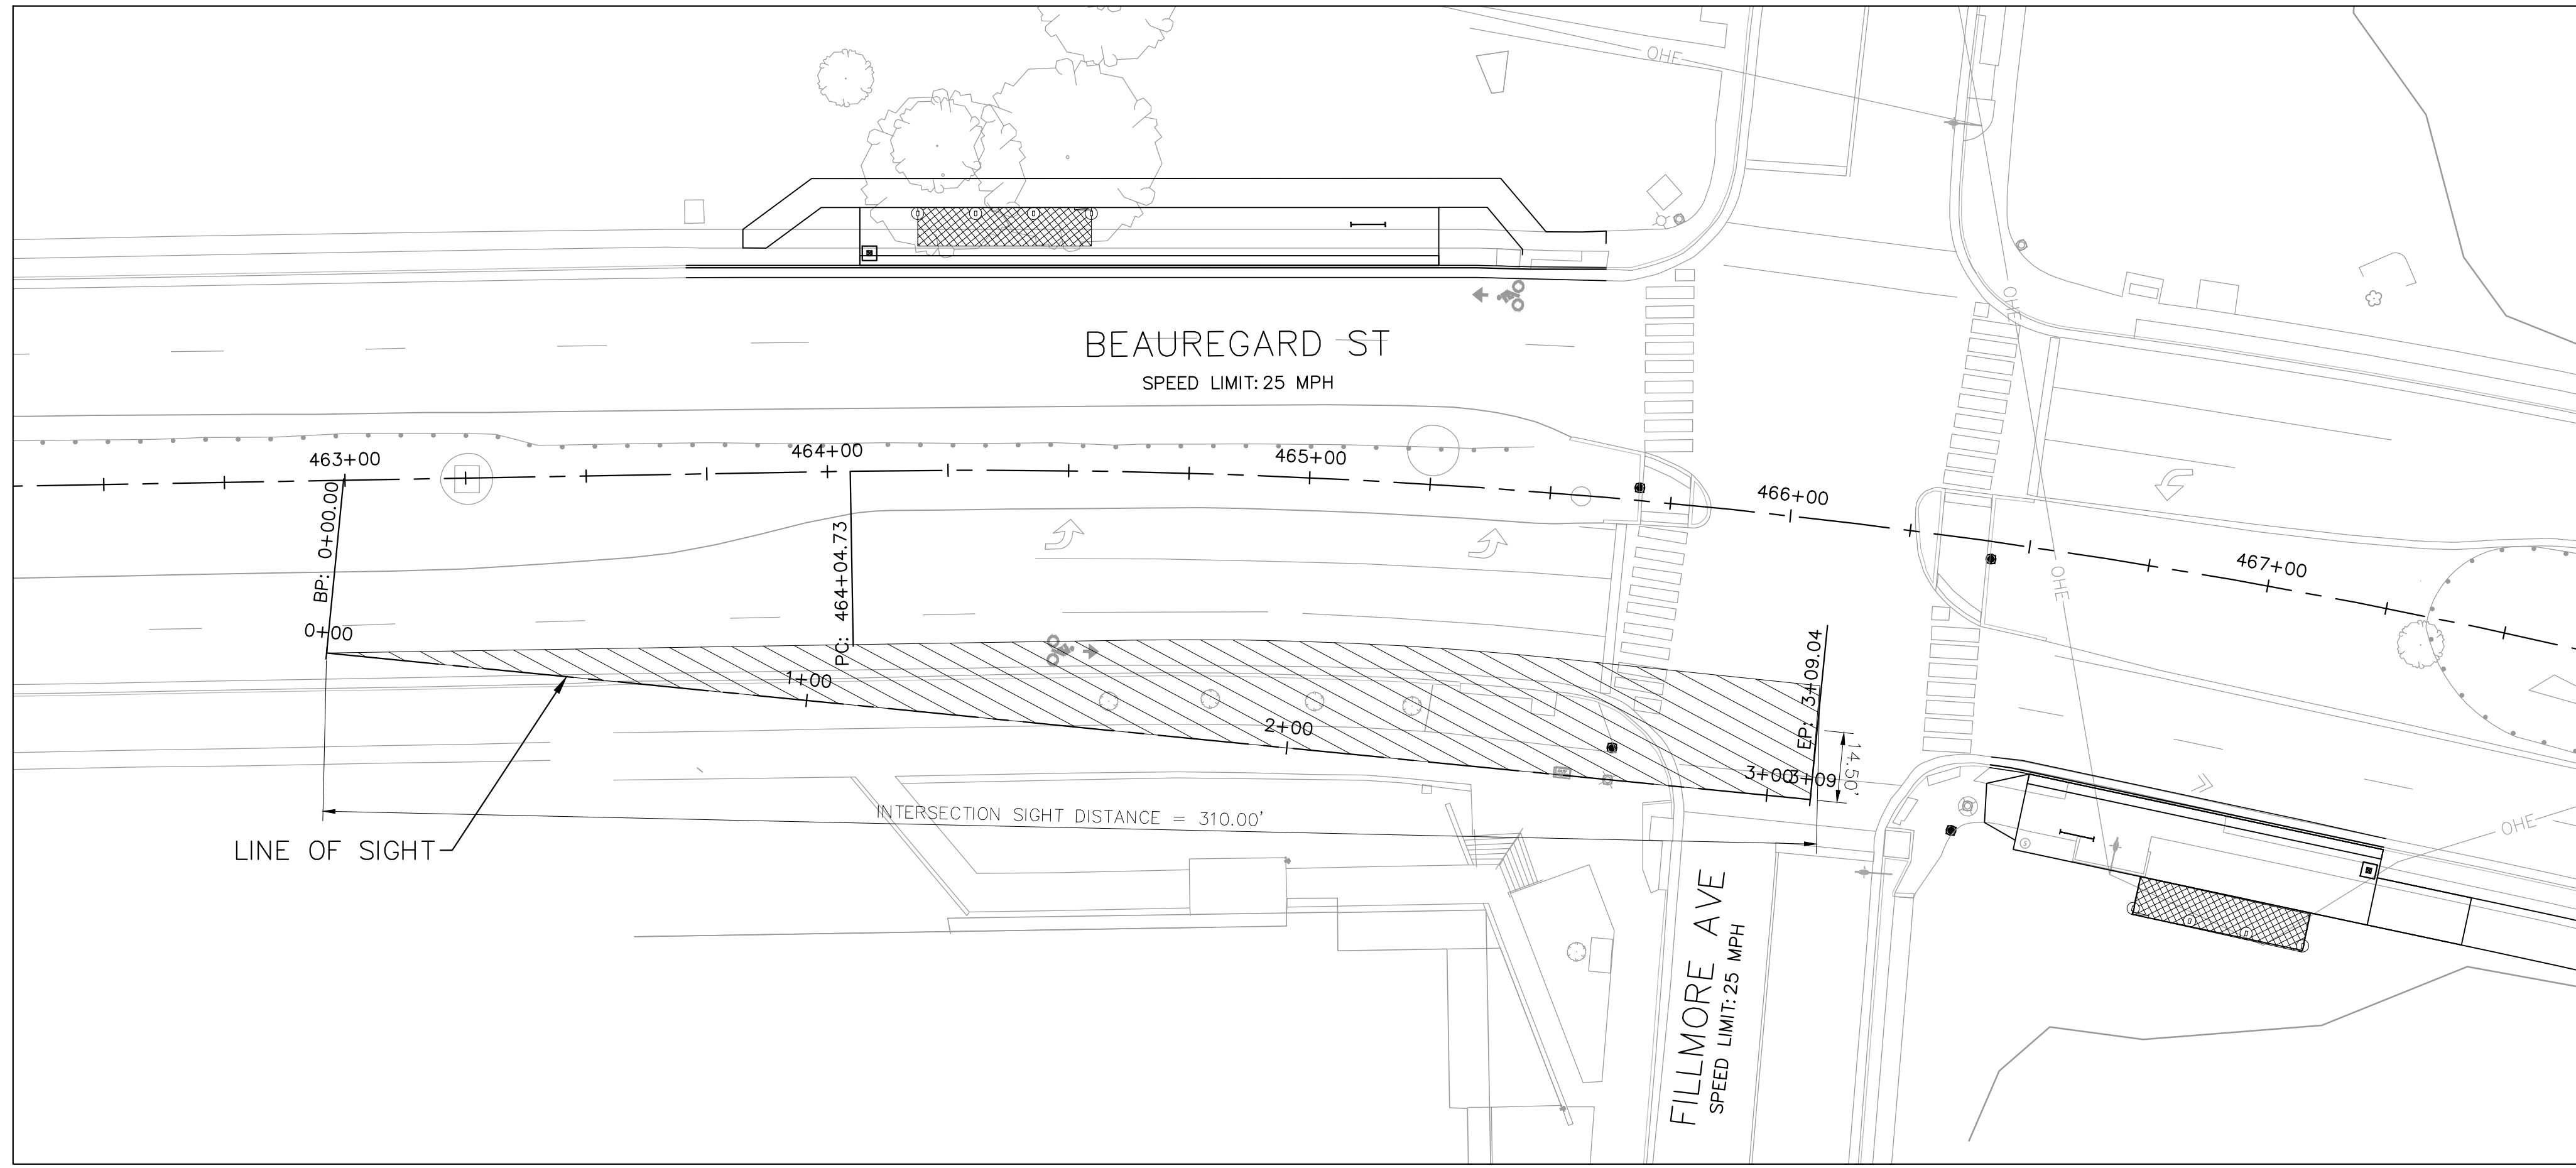 OHE
BEAUREGARD ST
SPEED LIMIT: 25 MPH
OHE
463+00
464+00
465+00
466+00
467+00
BP: 0+00.00
PC: 464+04.73
OHE
0+00
1+00
2+00
3+00
3+09
EP: 3+09.04
14.50'
INTERSECTION SIGHT DISTANCE = 310.00'
LINE OF SIGHT
OHE
FILLMORE AVE
SPEED LIMIT: 25 MPH